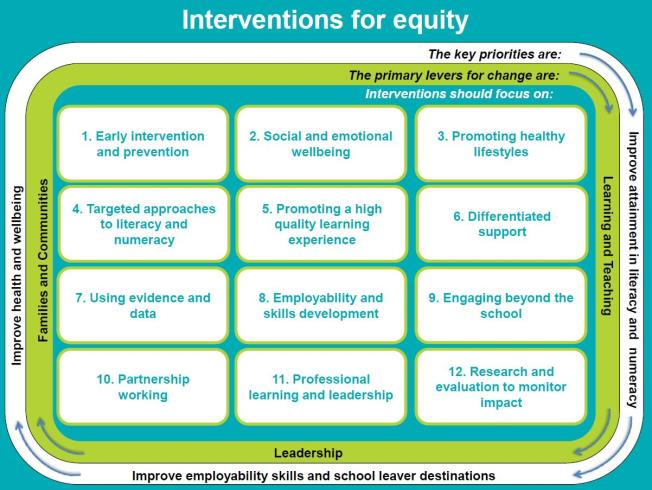 Interventions for equity
The key priorities are:
The primary levers for change are:
Interventions should focus on:
1. Early intervention
and prevention
2. Social and emotional
wellbeing
3. Promoting healthy
lifestyles
4. Targeted approaches
to literacy and
numeracy
5. Promoting a high
quality learning
experience
6. Differentiated
support
7. Using evidence and
data
8. Employability and
skills development
9. Engaging beyond the
school
10. Partnership
working
11. Professional
learning and leadership
12. Research and
evaluation to monitor
impact
Learning and Teaching
Improve attainment in literacy and numeracy
Leadership
Improve employability skills and school leaver destinations
Families and Communities
Improve health and wellbeing